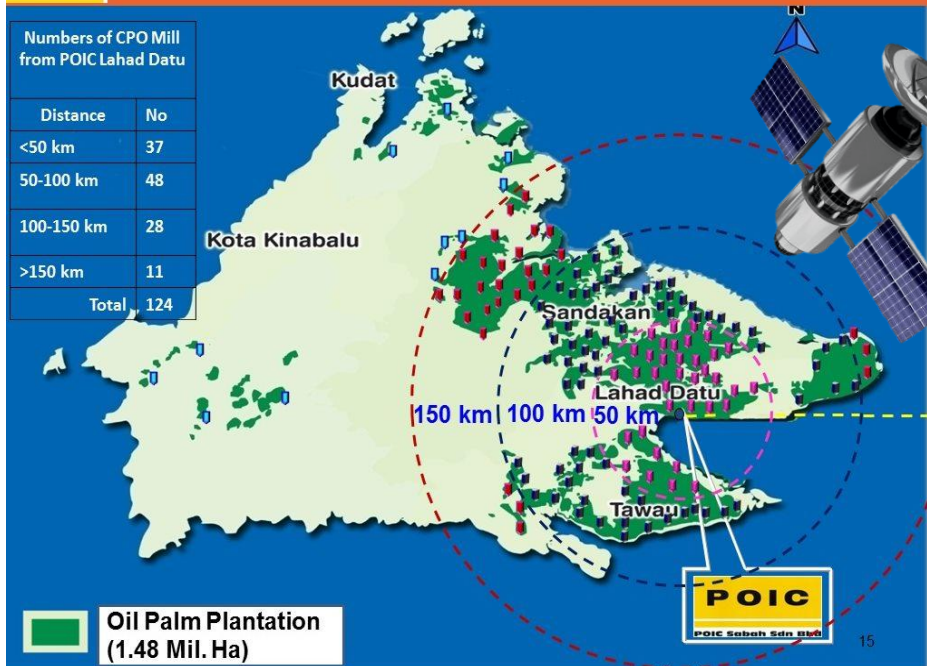 Numbers of CPO Mill
from POIC Lahad Datu
Distance No
<50 km 37
50-100 km 48
100-150 km 28
>150 km 11
Total 124
N
Kudat
Kota Kinabalu
Sandakan
Lahad Datu
150 km 100 km 50 km
Tawau
POIC
POIC Sabah Sdn Bhd
15
Oil Palm Plantation
(1.48 Mil. Ha)